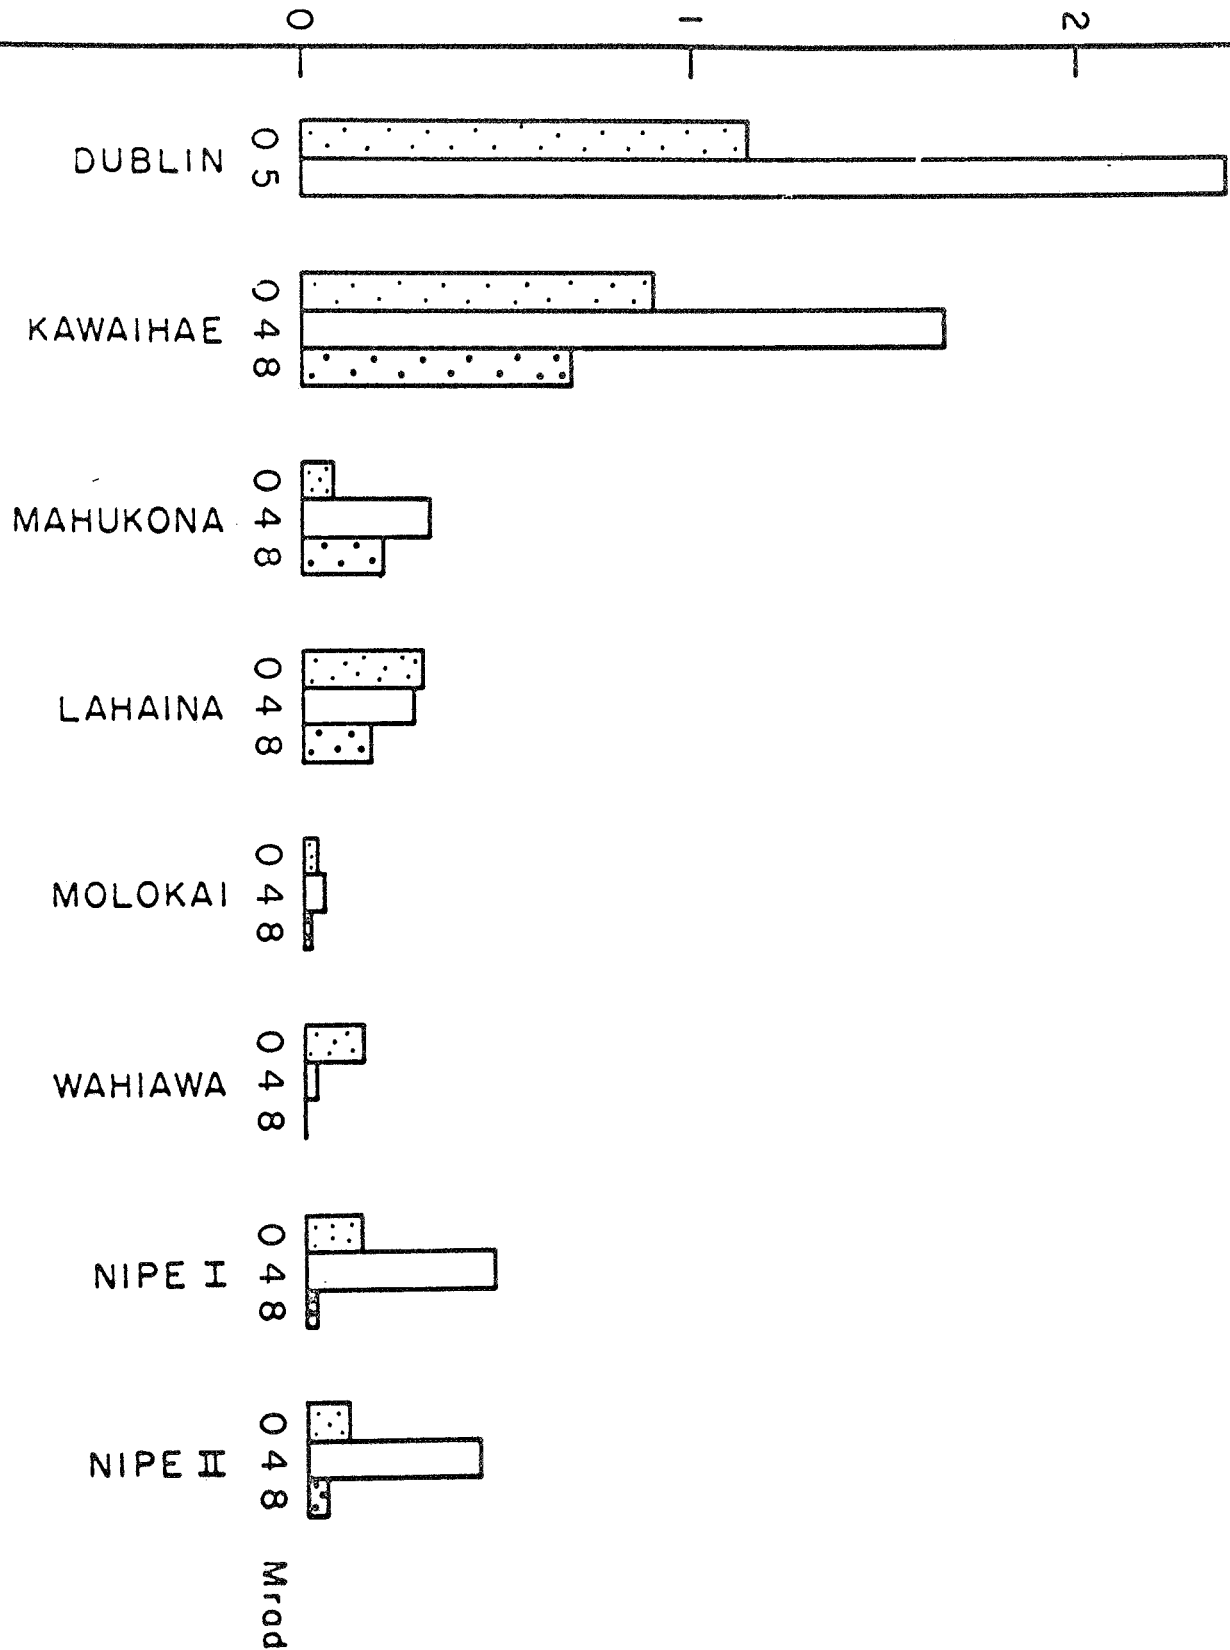 0 1 2
DUBLIN 0 5
KAWAIHAE 0 4 8
MAHUKONA 0 4 8
LAHAINA 0 4 8
MOLOKAI 0 4 8
WAHIAWA 0 4 8
NIPE I 0 4 8
NIPE II 0 4 8
Mrad